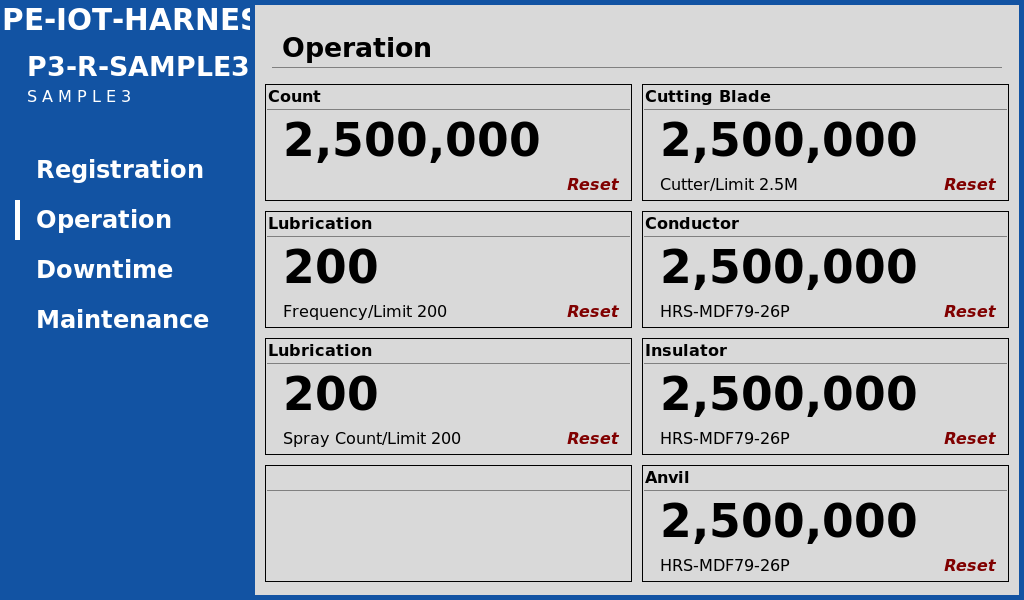 PE-IOT-HARNES
P3-R-SAMPLE3
SAMPLE3
Registration
Operation
Downtime
Maintenance
Operation
Count
2,500,000
Reset
Cutting Blade
2,500,000
Cutter/Limit 2.5M
Reset
Lubrication
200
Frequency/Limit 200
Reset
Conductor
2,500,000
HRS-MDF79-26P
Reset
Lubrication
200
Spray Count/Limit 200
Reset
Insulator
2,500,000
HRS-MDF79-26P
Reset
Anvil
2,500,000
HRS-MDF79-26P
Reset